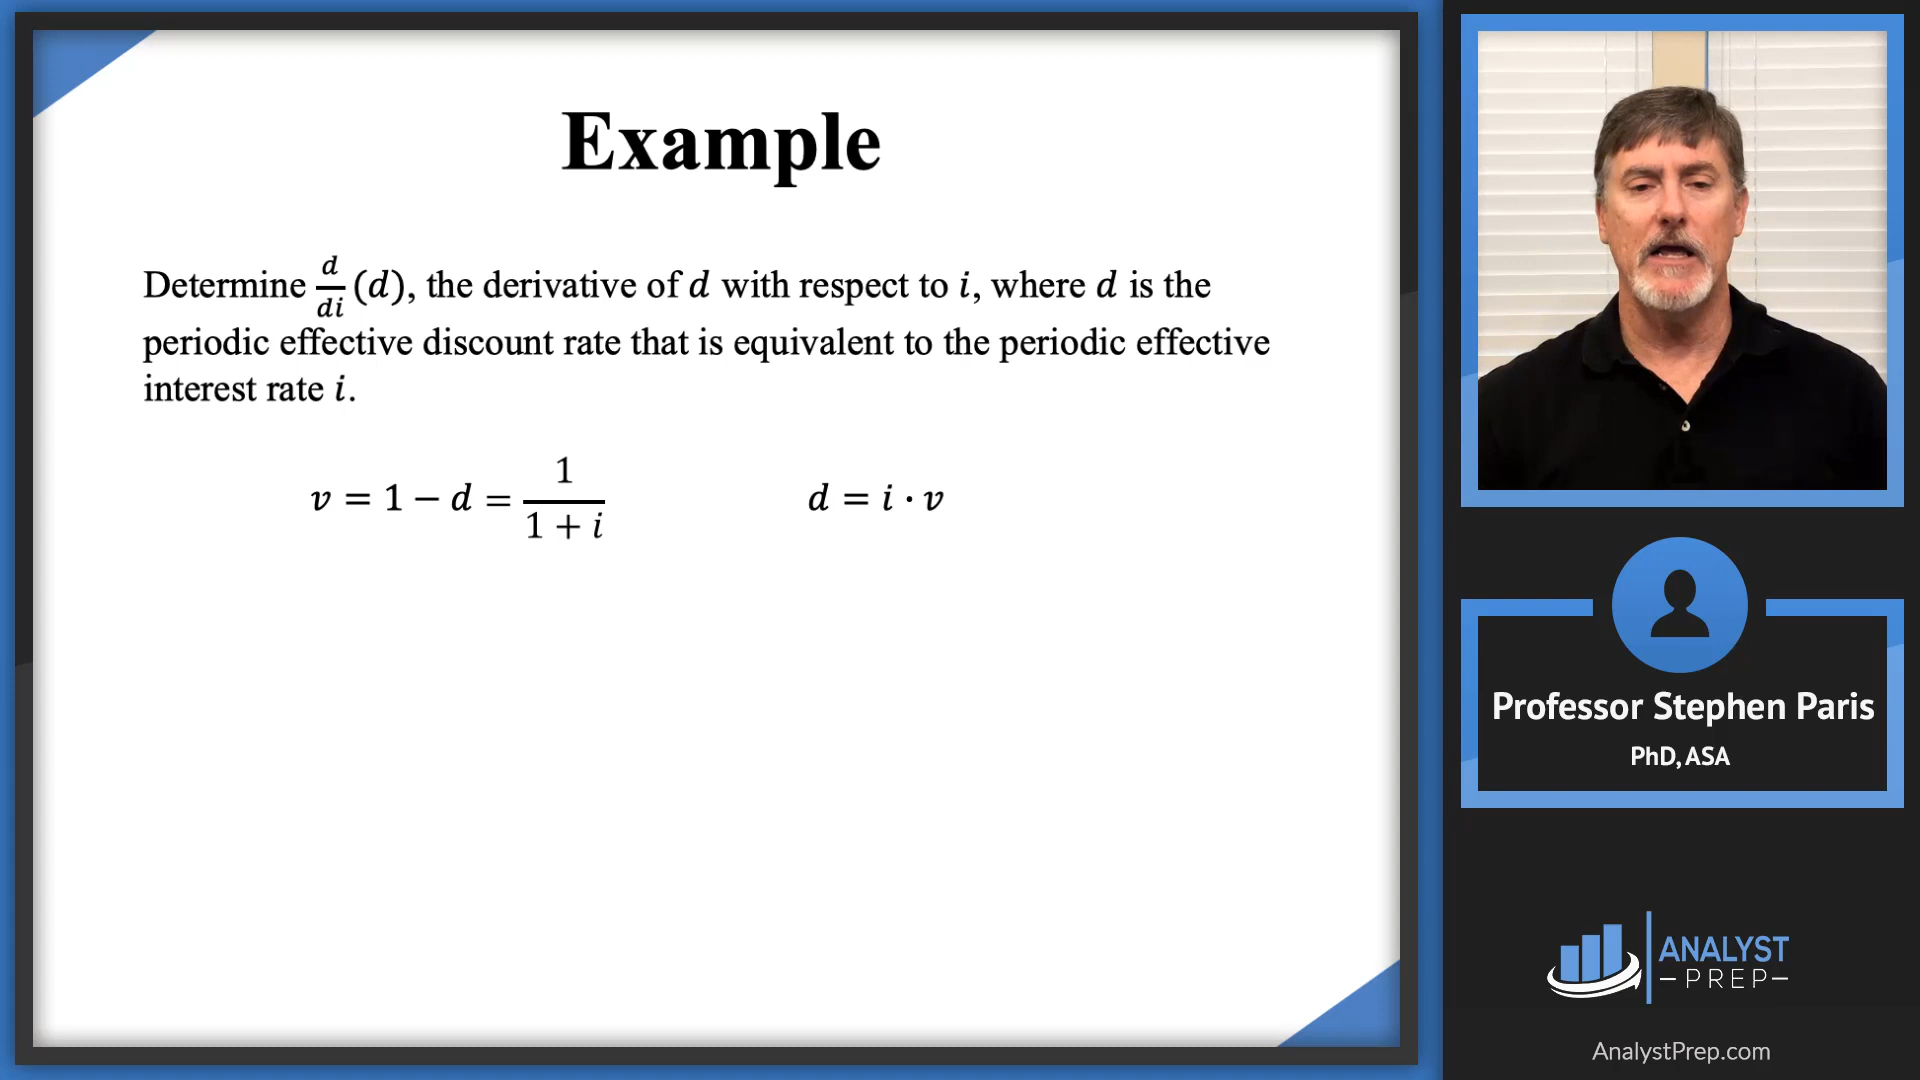 Example
Determine d/di (d), the derivative of d with respect to i, where d is the
periodic effective discount rate that is equivalent to the periodic effective
interest rate i.
v = 1 − d = 1/(1 + i)
d = i · v
Professor Stephen Paris
PhD, ASA
ANALYST
PREP
AnalystPrep.com